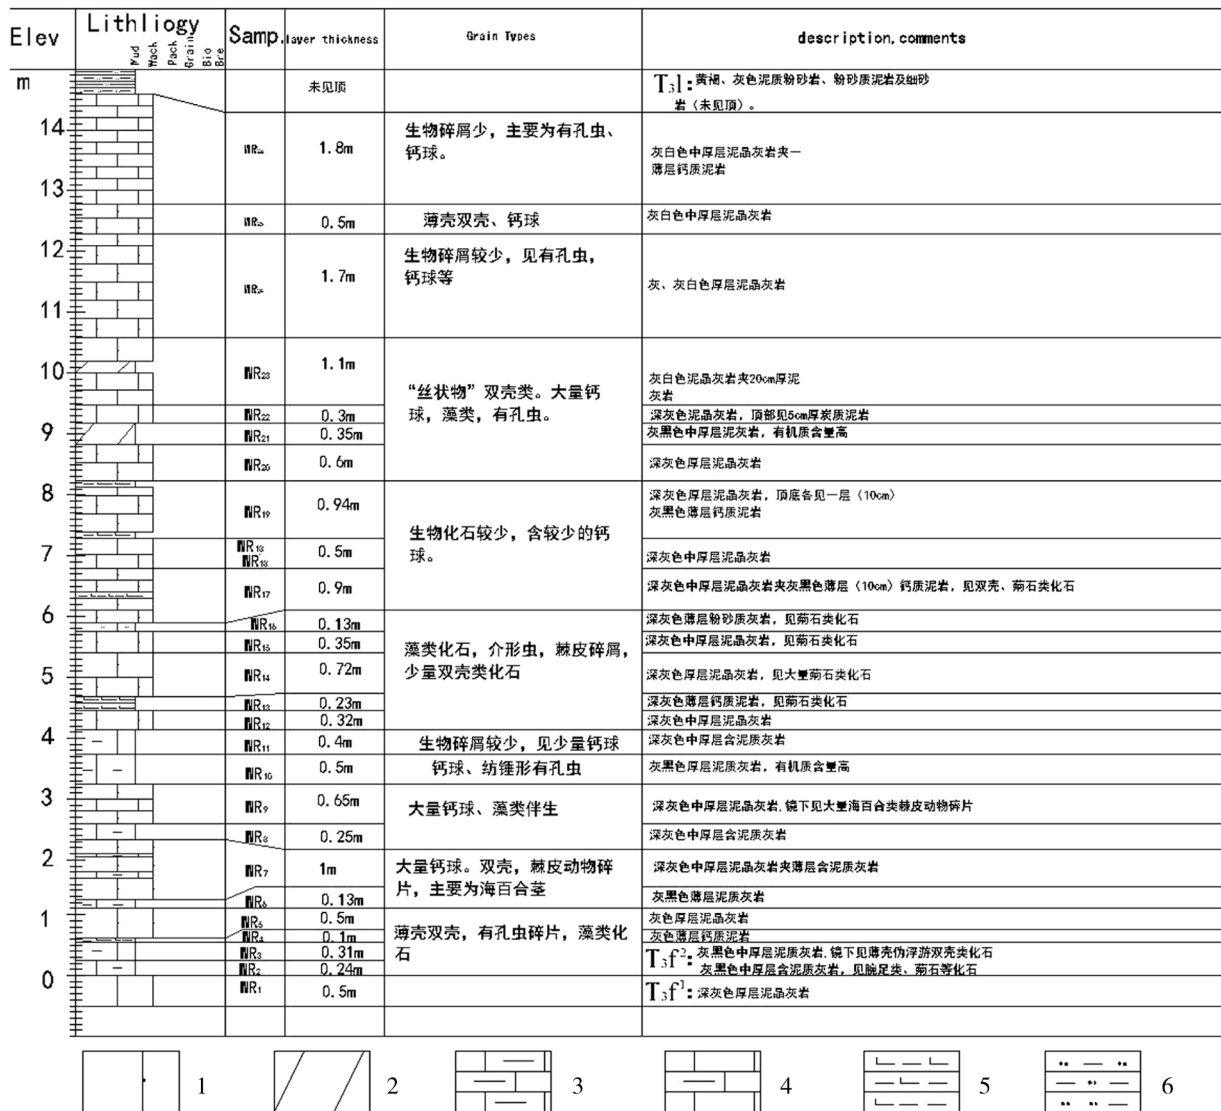 Elev
Lithliogy
Mud
Wack
Pack
Grain
Bio
Bre
Samp.
layer thickness
Grain Types
description,comments
m
未见顶
T₃l:黄褐、灰色泥质粉砂岩、粉砂质泥岩及细砂
岩（未见顶）。
14
1.8m
生物碎屑少，主要为有孔虫、
钙球。
灰白色中厚层泥晶灰岩夹一
薄层钙质泥岩
13
0.5m
薄壳双壳、钙球
灰白色中厚层泥晶灰岩
12
1.7m
生物碎屑较少，见有孔虫，
钙球等
灰、灰白色厚层泥晶灰岩
11
10
WR₂₃
1.1m
“丝状物”双壳类。大量钙
球，藻类，有孔虫。
灰白色泥晶灰岩夹20cm厚泥
灰岩
WR₂₂
0.3m
深灰色泥晶灰岩，顶部见5cm厚炭质泥岩
9
WR₂₁
0.35m
灰黑色中厚层泥灰岩，有机质含量高
WR₂₀
0.6m
深灰色厚层泥晶灰岩
8
WR₁₉
0.94m
生物化石较少，含较少的钙
球。
深灰色厚层泥晶灰岩，顶底各见一层（10cm）
灰黑色薄层钙质泥岩
7
WR₁₈
WR₁₈
0.5m
深灰色中厚层泥晶灰岩
WR₁₇
0.9m
深灰色中厚层泥晶灰岩夹灰黑色薄层（10cm）钙质泥岩，见双壳、菊石类化石
6
WR₁₆
0.13m
深灰色薄层粉砂质灰岩，见菊石类化石
WR₁₅
0.35m
藻类化石，介形虫，棘皮碎屑，
少量双壳类化石
深灰色中厚层泥晶灰岩，见菊石类化石
5
WR₁₄
0.72m
深灰色厚层泥晶灰岩，见大量菊石类化石
WR₁₃
0.23m
深灰色薄层钙质泥岩，见菊石类化石
WR₁₂
0.32m
深灰色中厚层泥晶灰岩
4
WR₁₁
0.4m
生物碎屑较少，见少量钙球
深灰色中厚层含泥质灰岩
WR₁₀
0.5m
钙球、纺锤形有孔虫
灰黑色厚层泥质灰岩，有机质含量高
3
WR₉
0.65m
大量钙球、藻类伴生
深灰色中厚层泥晶灰岩.镜下见大量海百合类棘皮动物碎片
WR₈
0.25m
深灰色中厚层含泥质灰岩
2
WR₇
1m
大量钙球。双壳，棘皮动物碎
片，主要为海百合茎
深灰色中厚层泥晶灰岩夹薄层含泥质灰岩
WR₆
0.13m
灰黑色薄层泥质灰岩
1
WR₅
0.5m
薄壳双壳，有孔虫碎片，藻类化
石
灰色厚层泥晶灰岩
WR₄
0.1m
灰色薄层钙质泥岩
WR₃
0.31m
T₃f²:灰黑色中厚层泥质灰岩.镜下见薄壳伪浮游双壳类化石
WR₂
0.24m
灰黑色中厚层含泥质灰岩，见腕足类、菊石等化石
0
WR₁
0.5m
T₃f¹:深灰色厚层泥晶灰岩
1
2
3
4
5
6